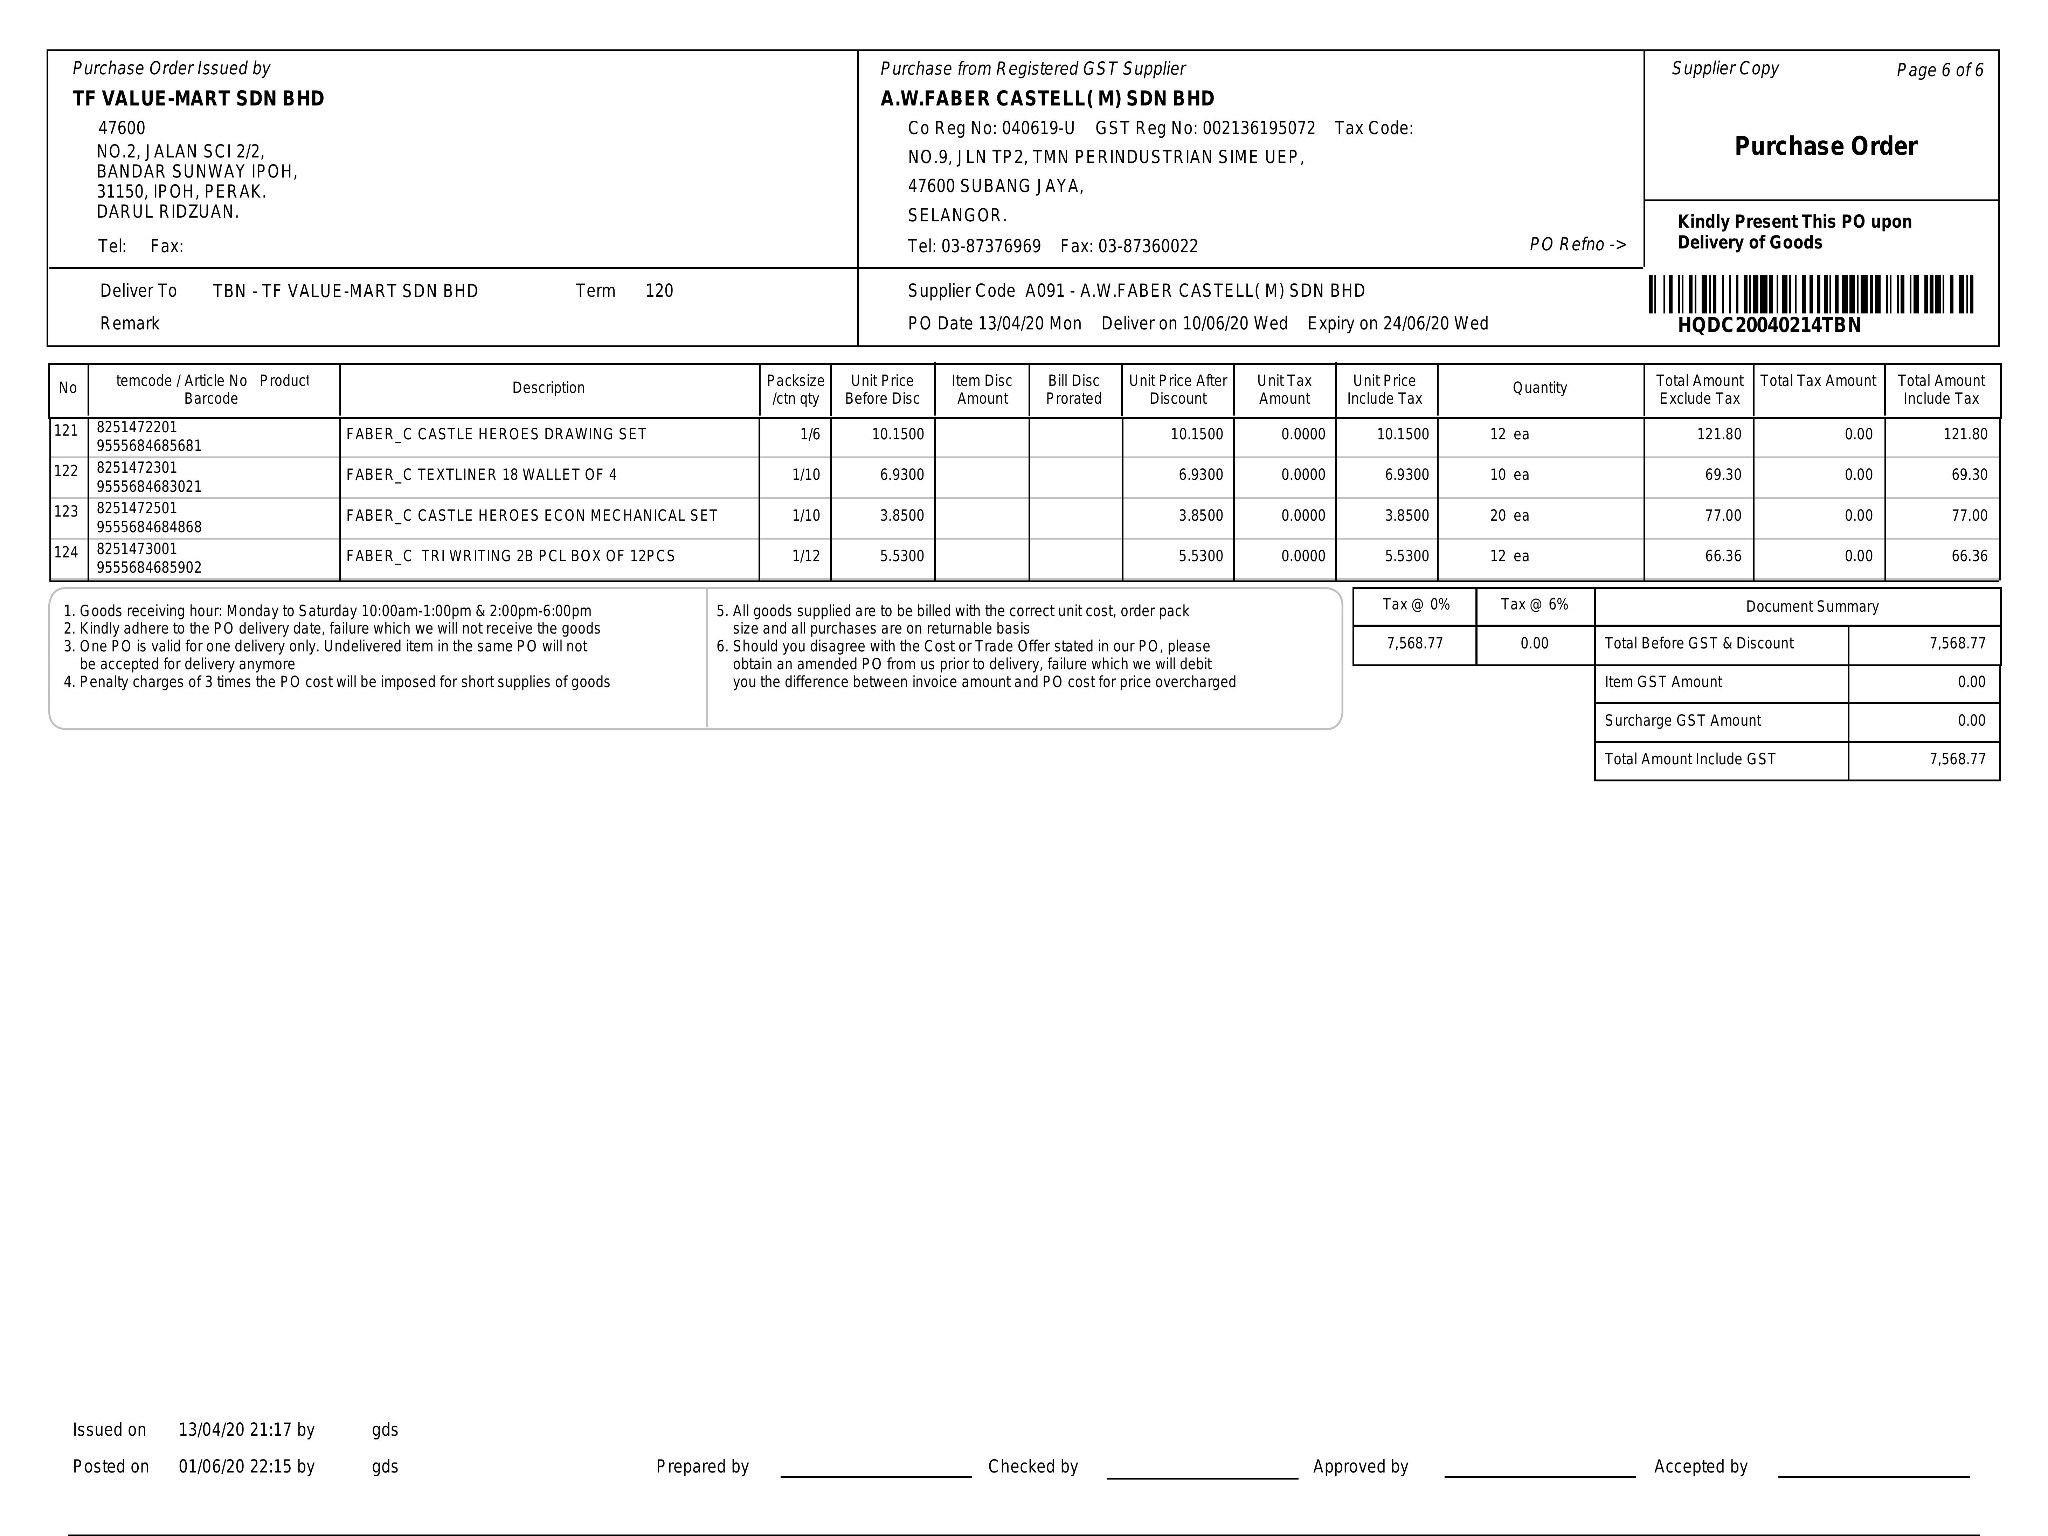 Purchase Order Issued by
TF VALUE-MART SDN BHD
47600
NO.2, JALAN SCI 2/2,
BANDAR SUNWAY IPOH,
31150, IPOH, PERAK.
DARUL RIDZUAN.
Tel: Fax:
Purchase from Registered GST Supplier
A.W.FABER CASTELL( M) SDN BHD
Co Reg No: 040619-U GST Reg No: 002136195072 Tax Code:
NO.9, JLN TP2, TMN PERINDUSTRIAN SIME UEP,
47600 SUBANG JAYA,
SELANGOR.
Tel: 03-87376969 Fax: 03-87360022
PO Refno ->
Supplier Copy Page 6 of 6
Purchase Order
Kindly Present This PO upon
Delivery of Goods
HQDC20040214TBN
Deliver To TBN - TF VALUE-MART SDN BHD Term 120
Remark
Supplier Code A091 - A.W.FABER CASTELL( M) SDN BHD
PO Date 13/04/20 Mon Deliver on 10/06/20 Wed Expiry on 24/06/20 Wed
No temcode / Article No Product Barcode Description Packsize /ctn qty Unit Price Before Disc Item Disc Amount Bill Disc Prorated Unit Price After Discount Unit Tax Amount Unit Price Include Tax Quantity Total Amount Exclude Tax Total Tax Amount Total Amount Include Tax
121 8251472201 9555684685681 FABER_C CASTLE HEROES DRAWING SET 1/6 10.1500 10.1500 0.0000 10.1500 12 ea 121.80 0.00 121.80
122 8251472301 9555684683021 FABER_C TEXTLINER 18 WALLET OF 4 1/10 6.9300 6.9300 0.0000 6.9300 10 ea 69.30 0.00 69.30
123 8251472501 9555684684868 FABER_C CASTLE HEROES ECON MECHANICAL SET 1/10 3.8500 3.8500 0.0000 3.8500 20 ea 77.00 0.00 77.00
124 8251473001 9555684685902 FABER_C TRI WRITING 2B PCL BOX OF 12PCS 1/12 5.5300 5.5300 0.0000 5.5300 12 ea 66.36 0.00 66.36
1. Goods receiving hour: Monday to Saturday 10:00am-1:00pm & 2:00pm-6:00pm
2. Kindly adhere to the PO delivery date, failure which we will not receive the goods
3. One PO is valid for one delivery only. Undelivered item in the same PO will not
be accepted for delivery anymore
4. Penalty charges of 3 times the PO cost will be imposed for short supplies of goods
5. All goods supplied are to be billed with the correct unit cost, order pack
size and all purchases are on returnable basis
6. Should you disagree with the Cost or Trade Offer stated in our PO, please
obtain an amended PO from us prior to delivery, failure which we will debit
you the difference between invoice amount and PO cost for price overcharged
Tax @ 0% Tax @ 6%
7,568.77 0.00
Document Summary
Total Before GST & Discount 7,568.77
Item GST Amount 0.00
Surcharge GST Amount 0.00
Total Amount Include GST 7,568.77
Issued on 13/04/20 21:17 by gds
Posted on 01/06/20 22:15 by gds
Prepared by Checked by Approved by Accepted by